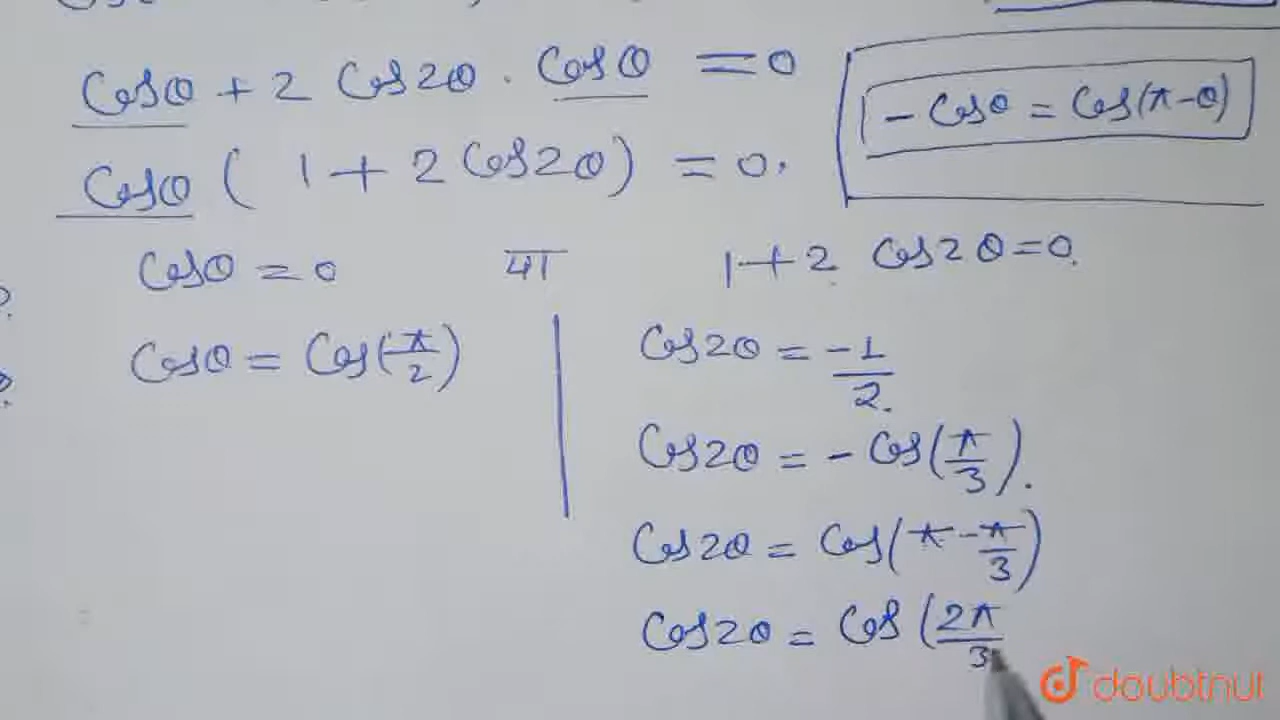 Cosθ + 2 Cos2θ . Cosθ = 0
- Cosθ = Cos(π-θ)
Cosθ ( 1 + 2 Cos2θ) = 0.
Cosθ = 0
1 + 2 Cos2θ = 0.
Cosθ = Cos(π/2)
Cos2θ = -1/2.
Cos2θ = - Cos(π/3).
Cos2θ = Cos(π - π/3)
Cos2θ = Cos (2π/3
doubtnut